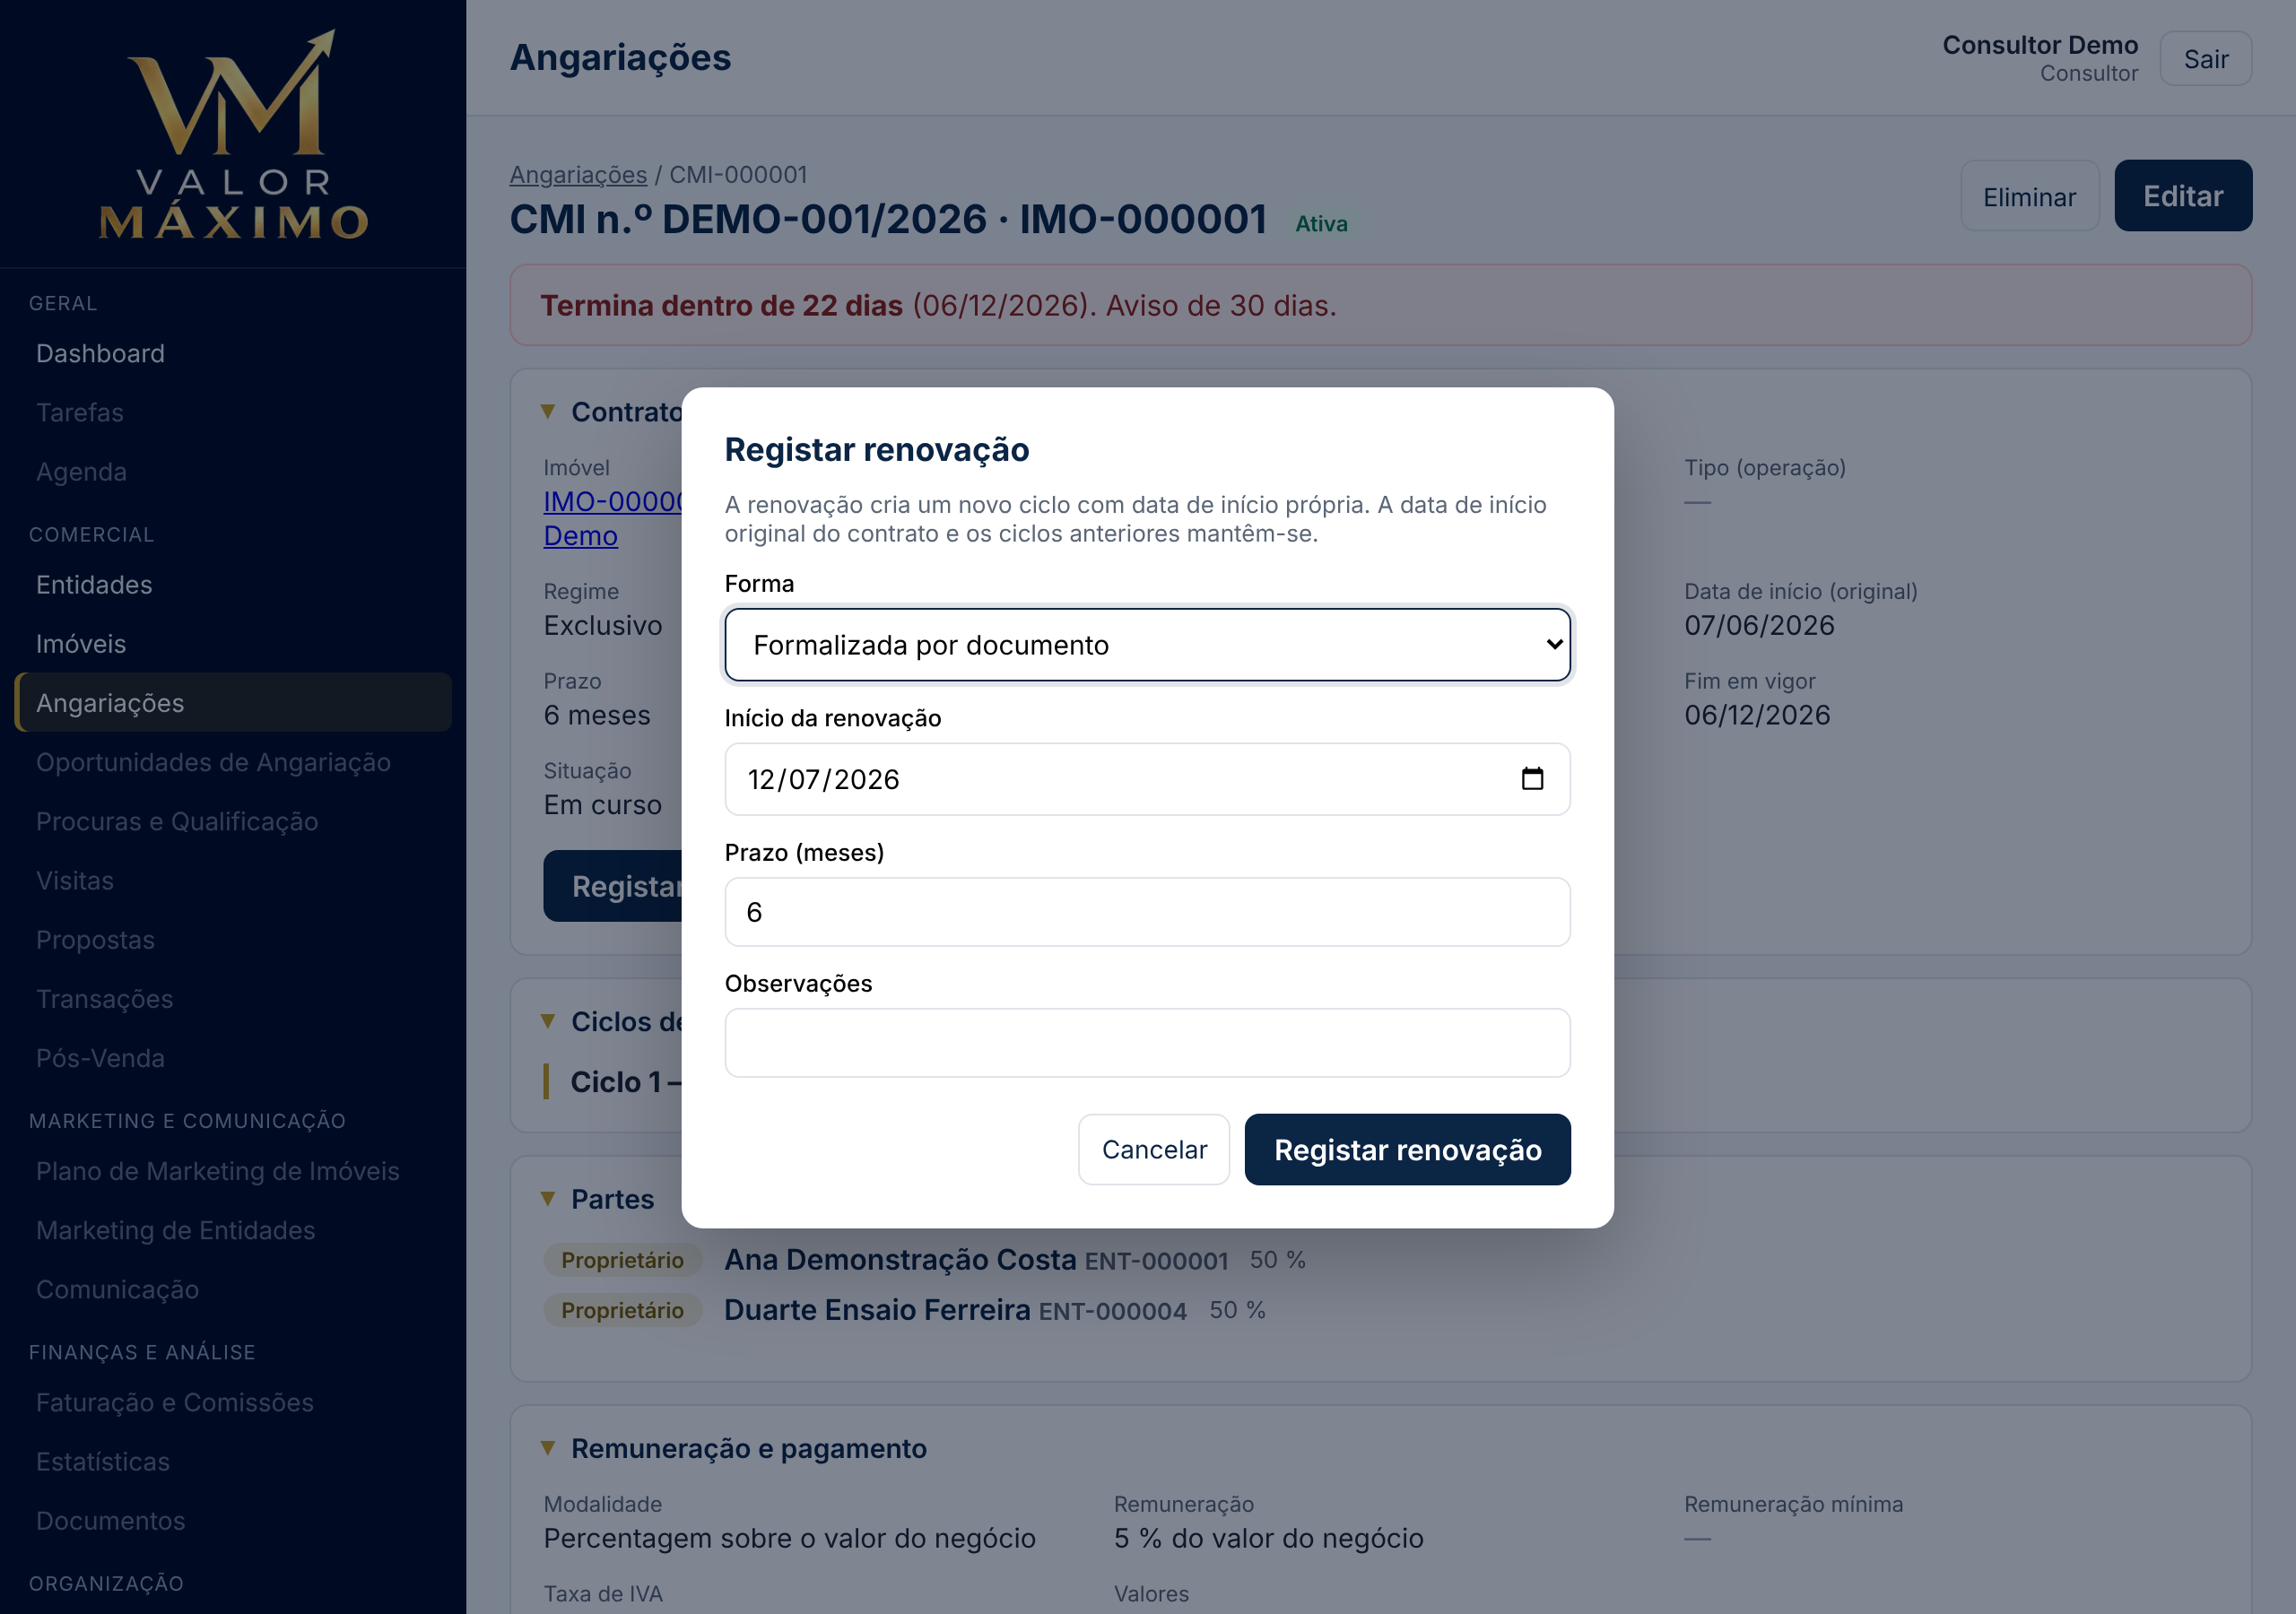 VM
VALOR
MÁXIMO
GERAL
Dashboard
Tarefas
Agenda
COMERCIAL
Entidades
Imóveis
Angariações
Oportunidades de Angariação
Procuras e Qualificação
Visitas
Propostas
Transações
Pós-Venda
MARKETING E COMUNICAÇÃO
Plano de Marketing de Imóveis
Marketing de Entidades
Comunicação
FINANÇAS E ANÁLISE
Faturação e Comissões
Estatísticas
Documentos
ORGANIZAÇÃO
Angariações
Consultor Demo
Consultor
Sair
Angariações / CMI-000001
CMI n.º DEMO-001/2026 · IMO-000001 Ativa
Eliminar
Editar
Termina dentro de 22 dias (06/12/2026). Aviso de 30 dias.
Contrato
Imóvel
IMO-0000
Demo
Tipo (operação)
—
Regime
Exclusivo
Data de início (original)
07/06/2026
Prazo
6 meses
Fim em vigor
06/12/2026
Situação
Em curso
Registar
Registar renovação
A renovação cria um novo ciclo com data de início própria. A data de início
original do contrato e os ciclos anteriores mantêm-se.
Forma
Formalizada por documento
Início da renovação
12/07/2026
Prazo (meses)
6
Observações
Cancelar
Registar renovação
Ciclos de
Ciclo 1 –
Partes
Proprietário Ana Demonstração Costa ENT-000001 50 %
Proprietário Duarte Ensaio Ferreira ENT-000004 50 %
Remuneração e pagamento
Modalidade
Percentagem sobre o valor do negócio
Remuneração
5 % do valor do negócio
Remuneração mínima
—
Taxa de IVA
Valores